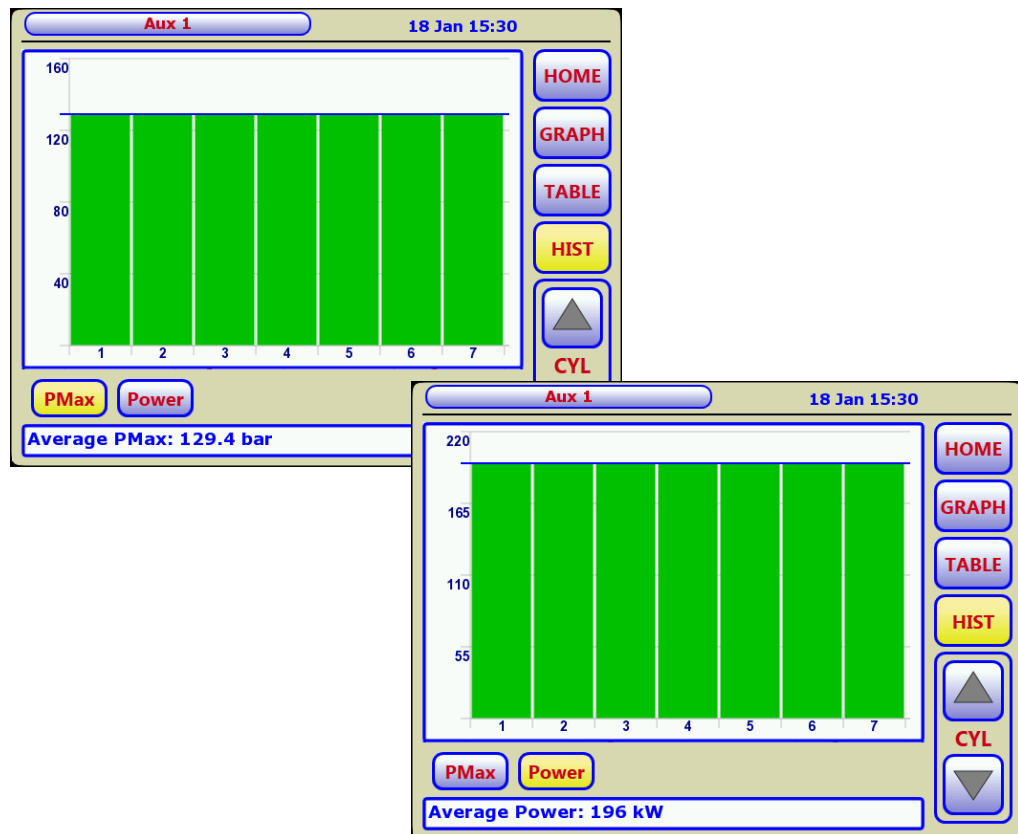 Aux 1 18 Jan 15:30
160
HOME
120
GRAPH
TABLE
80
HIST
40
1 2 3 4 5 6 7
CYL
PMax Power
Average PMax: 129.4 bar
Aux 1 18 Jan 15:30
220
HOME
165
GRAPH
TABLE
110
HIST
55
1 2 3 4 5 6 7
CYL
PMax Power
Average Power: 196 kW